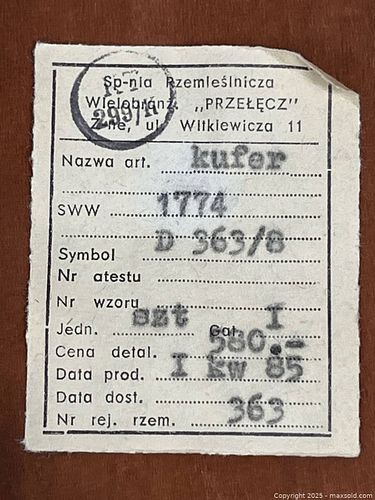 Sp-nia Rzemieślnicza
Wielobranż. „PRZEŁĘCZ"
ul. Witkiewicza 11
299/R
Nazwa art. kufer
SWW 1774
Symbol D 363/8
Nr atestu
Nr wzoru
Jedn. szt Gat. I
Cena detal. 580.-
Data prod. I kw 85
Data dost.
Nr rej. rzem. 363
Copyright 2025 - maxsold.com